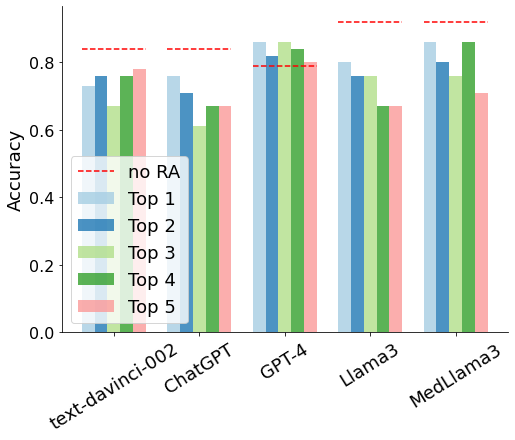 Accuracy
0.8
0.6
0.4
0.2
0.0
no RA
Top 1
Top 2
Top 3
Top 4
Top 5
text-davinci-002
ChatGPT
GPT-4
Llama3
MedLlama3